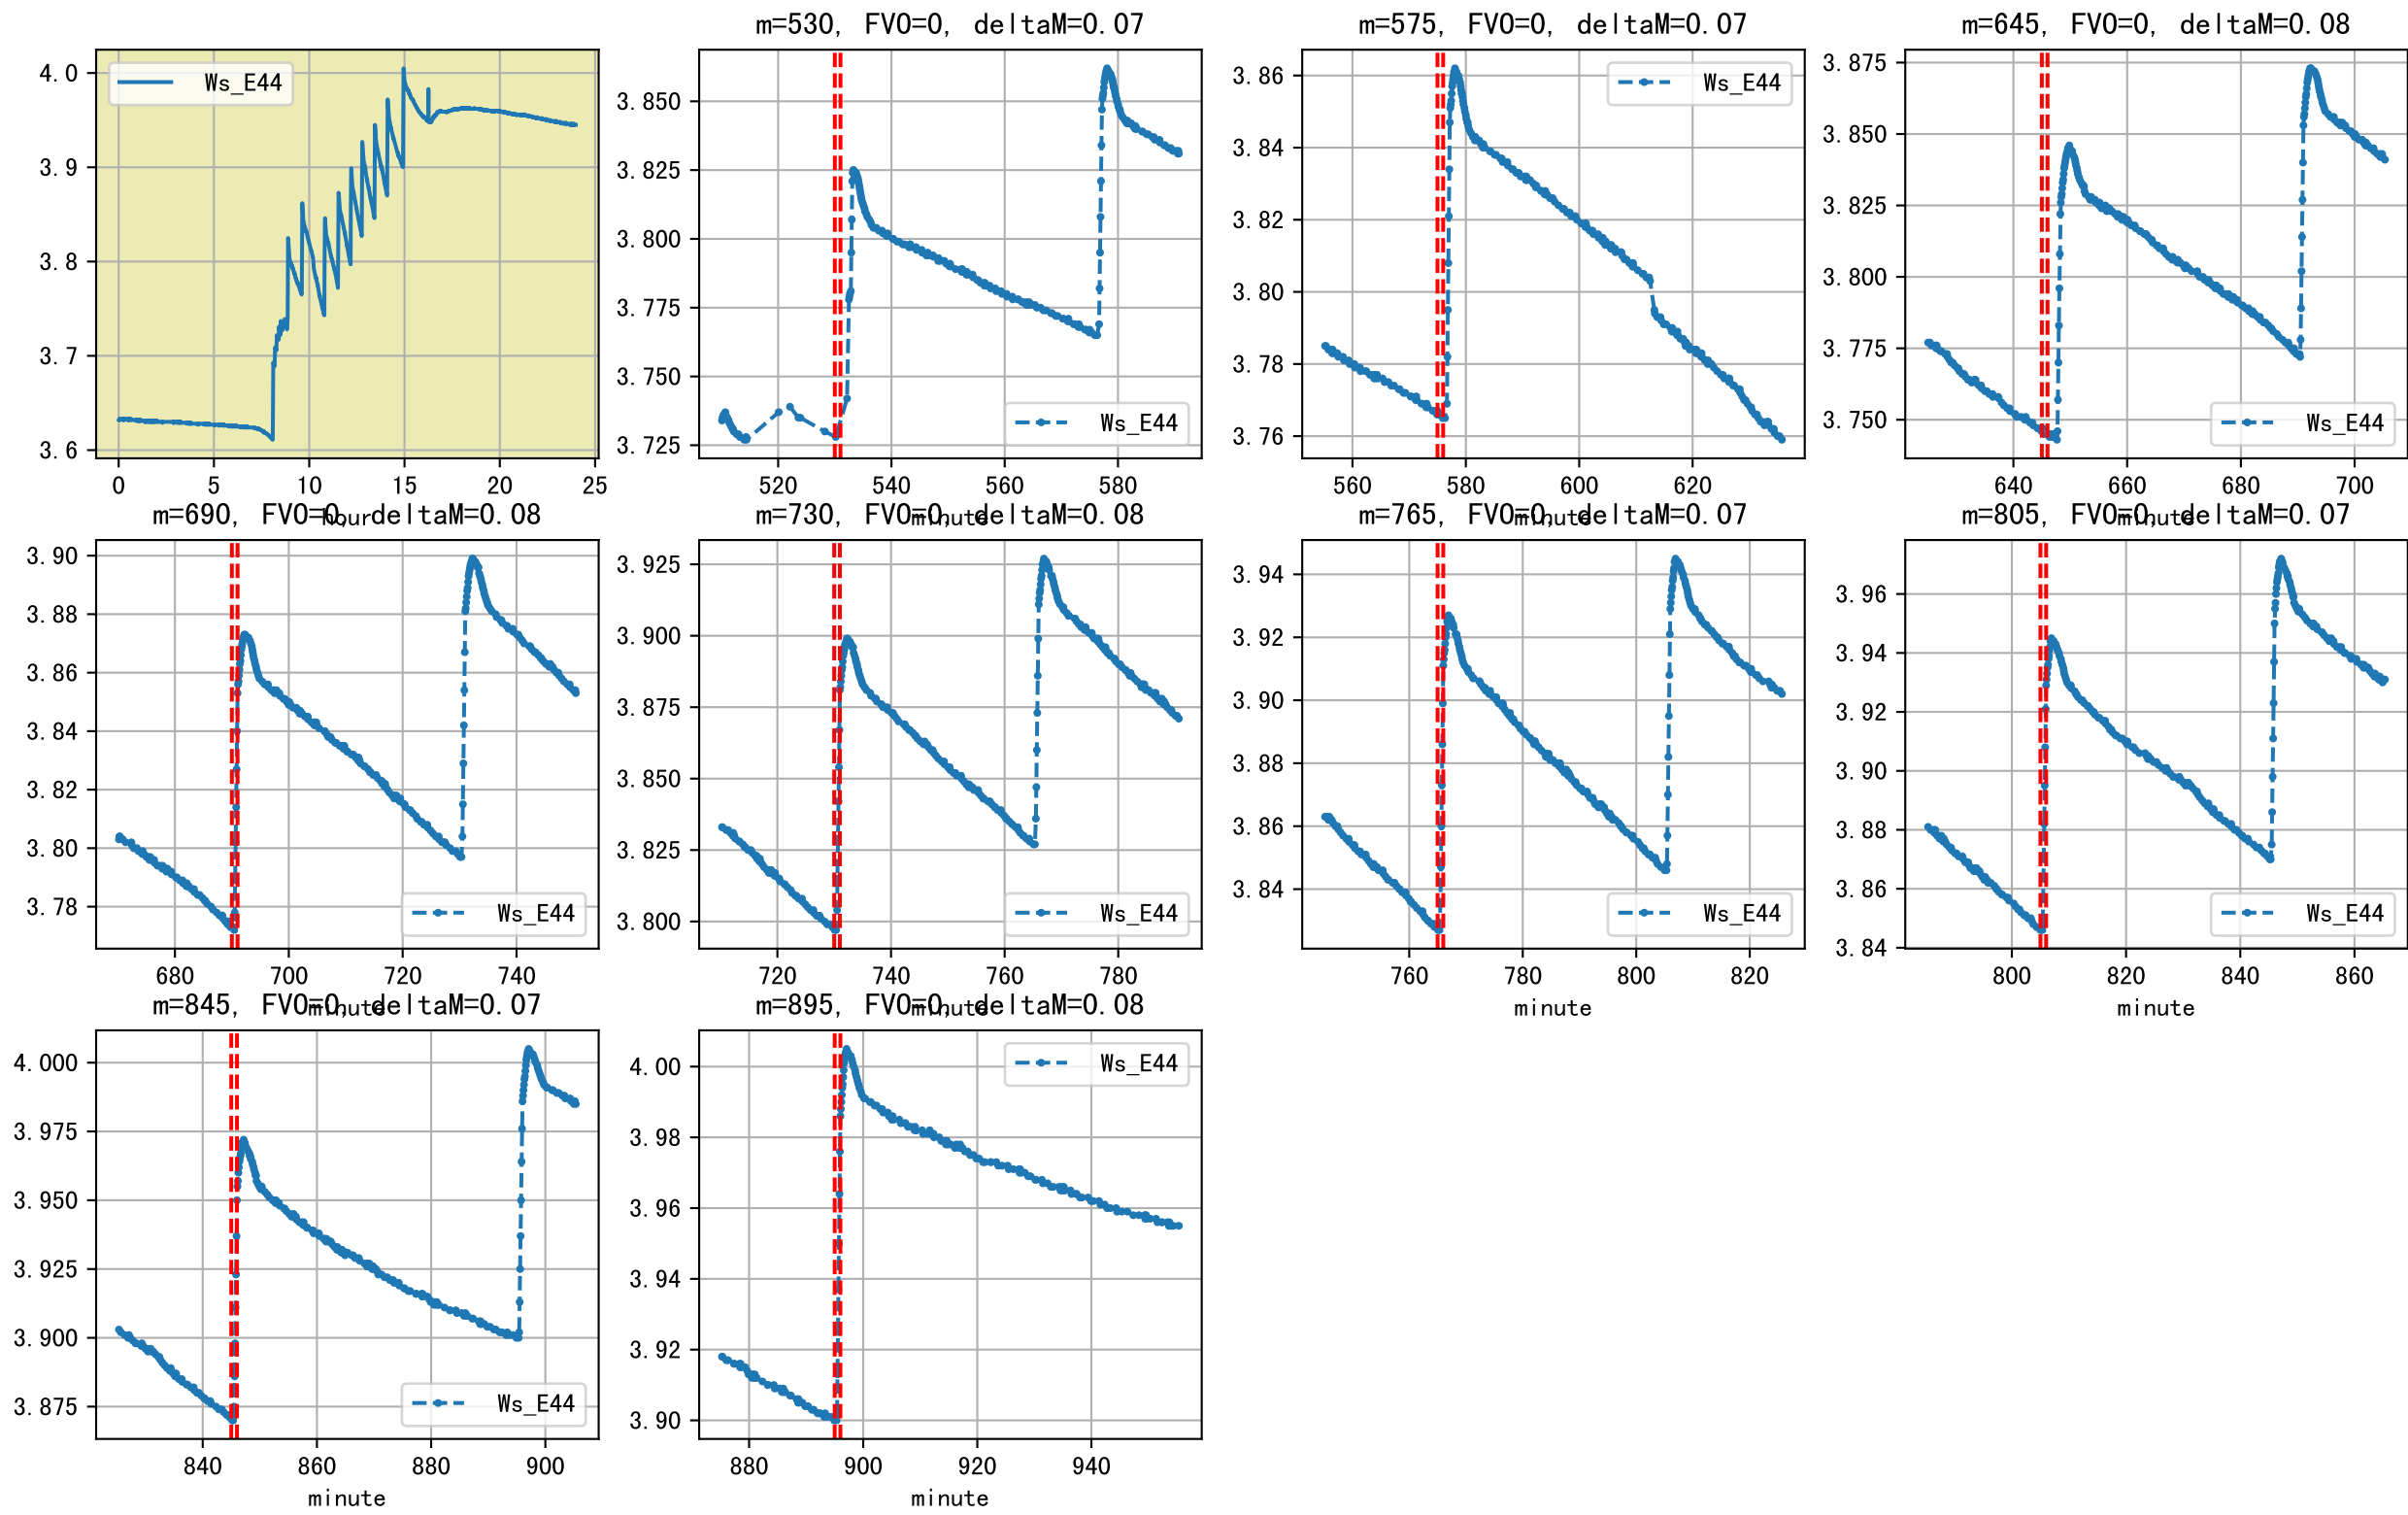 m=530, FV0=0, deltaM=0.07
m=575, FV0=0, deltaM=0.07
m=645, FV0=0, deltaM=0.08
4.0
3.9
3.8
3.7
3.6
0 5 10 15 20 25
hour
Ws_E44
3.850
3.825
3.800
3.775
3.750
3.725
520 540 560 580
minute
Ws_E44
3.86
3.84
3.82
3.80
3.78
3.76
560 580 600 620
minute
Ws_E44
3.875
3.850
3.825
3.800
3.775
3.750
640 660 680 700
minute
Ws_E44
m=690, FV0=0, deltaM=0.08
m=730, FV0=0, deltaM=0.08
m=765, FV0=0, deltaM=0.07
m=805, FV0=0, deltaM=0.07
3.90
3.88
3.86
3.84
3.82
3.80
3.78
680 700 720 740
minute
Ws_E44
3.925
3.900
3.875
3.850
3.825
3.800
720 740 760 780
minute
Ws_E44
3.94
3.92
3.90
3.88
3.86
3.84
760 780 800 820
minute
Ws_E44
3.96
3.94
3.92
3.90
3.88
3.86
3.84
800 820 840 860
minute
Ws_E44
m=845, FV0=0, deltaM=0.07
m=895, FV0=0, deltaM=0.08
4.000
3.975
3.950
3.925
3.900
3.875
840 860 880 900
minute
Ws_E44
4.00
3.98
3.96
3.94
3.92
3.90
880 900 920 940
minute
Ws_E44